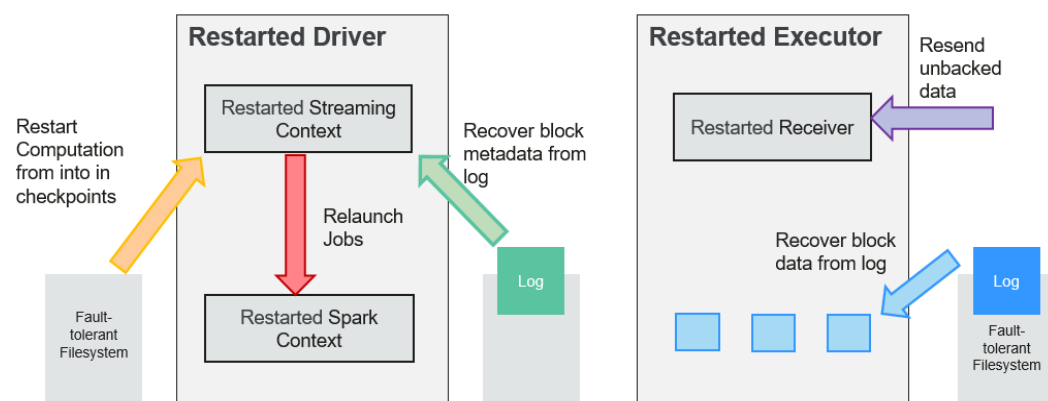 Restarted Driver
Restarted Streaming
Context
Restart
Computation
from into in
checkpoints
Recover block
metadata from
log
Relaunch
Jobs
Log
Fault-
tolerant
Filesystem
Restarted Spark
Context
Restarted Executor
Resend
unbacked
data
Restarted Receiver
Recover block
data from log
Log
Fault-
tolerant
Filesystem